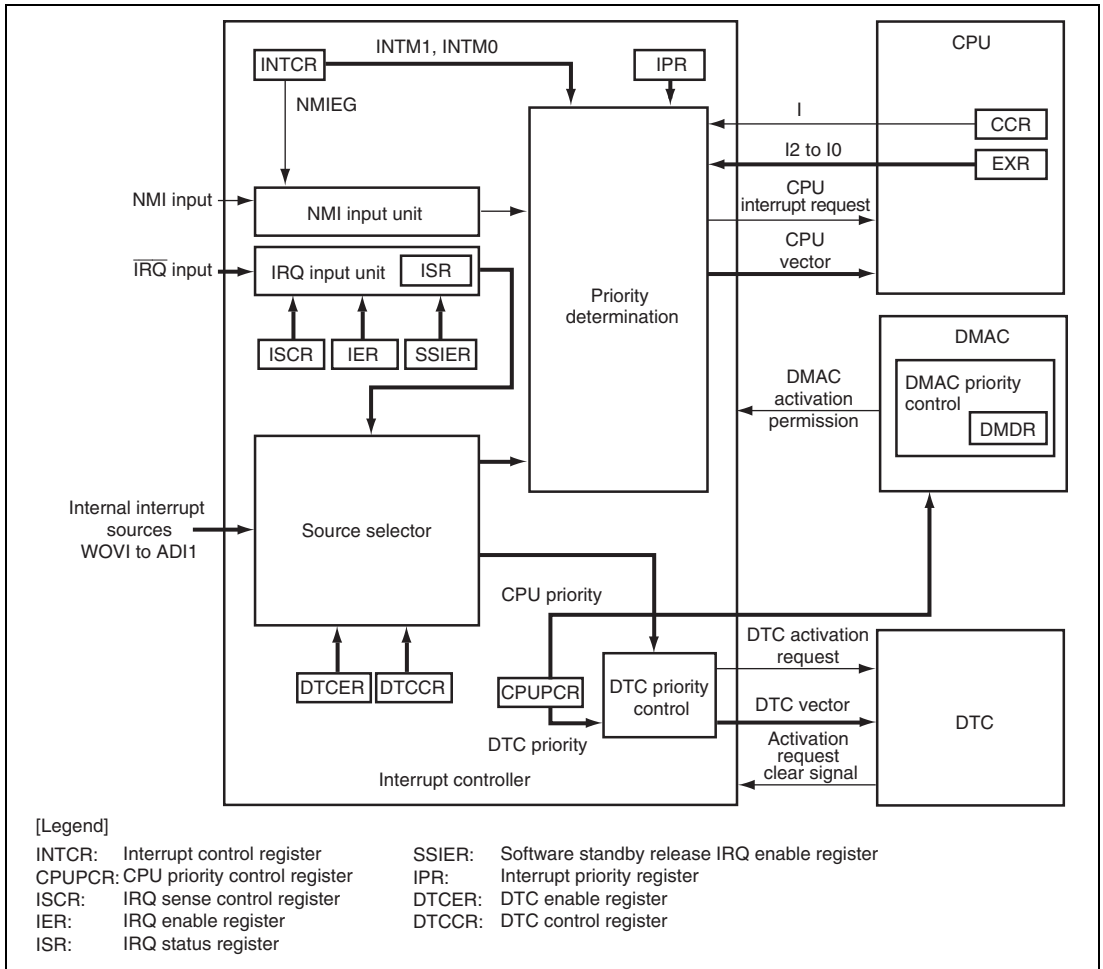 INTM1, INTM0
CPU
INTCR
IPR
NMIEG
I
CCR
I2 to I0
EXR
CPU
interrupt request
NMI input
NMI input unit
CPU
vector
IRQ input
IRQ input unit
ISR
Priority
determination
ISCR
IER
SSIER
DMAC
DMAC
activation
permission
DMAC priority
control
DMDR
Internal interrupt
sources
WOVI to ADI1
Source selector
CPU priority
DTC activation
request
DTCER
DTCCR
CPUPCR
DTC priority
control
DTC vector
DTC
DTC priority
Activation
request
clear signal
Interrupt controller
[Legend]
INTCR: Interrupt control register
CPUPCR: CPU priority control register
ISCR: IRQ sense control register
IER: IRQ enable register
ISR: IRQ status register
SSIER: Software standby release IRQ enable register
IPR: Interrupt priority register
DTCER: DTC enable register
DTCCR: DTC control register